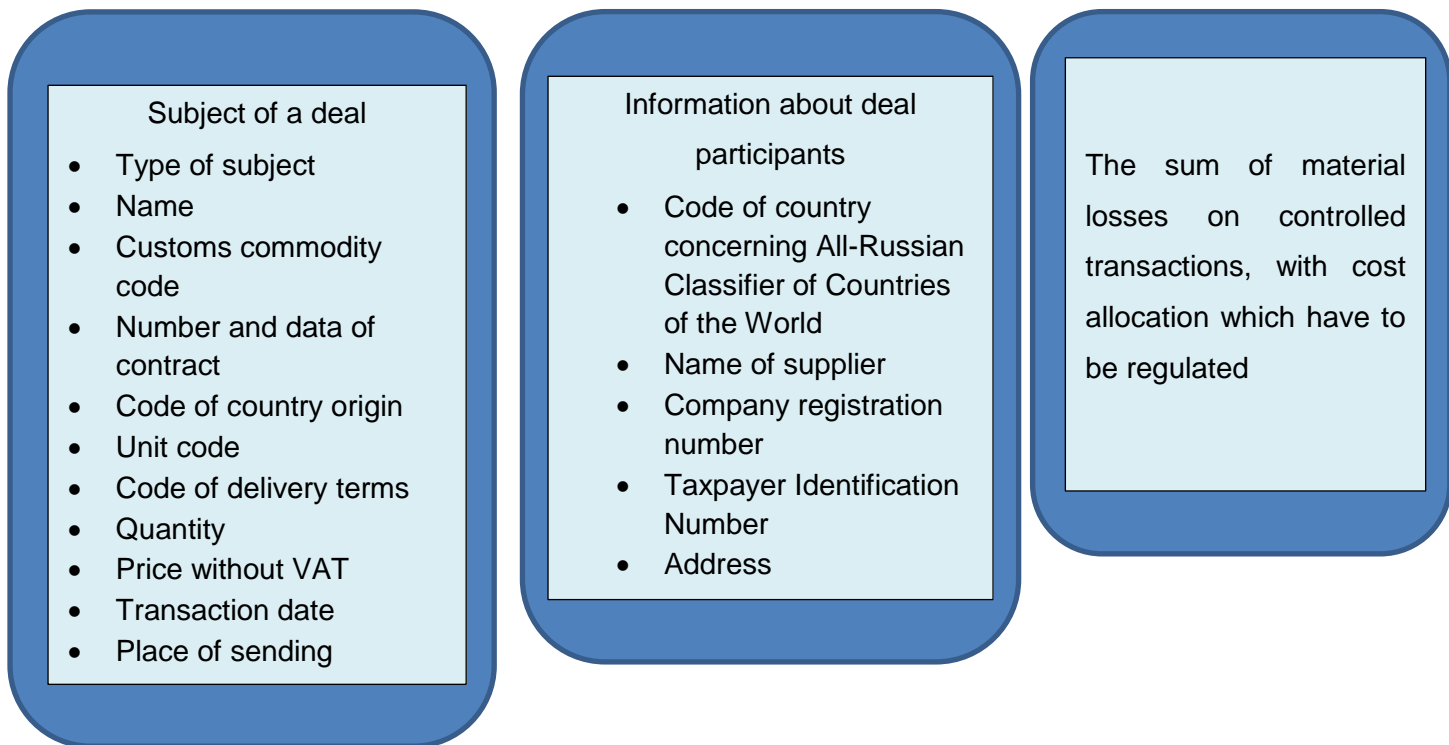 Subject of a deal
• Type of subject
• Name
• Customs commodity
code
• Number and data of
contract
• Code of country origin
• Unit code
• Code of delivery terms
• Quantity
• Price without VAT
• Transaction date
• Place of sending
Information about deal
participants
• Code of country
concerning All-Russian
Classifier of Countries
of the World
• Name of supplier
• Company registration
number
• Taxpayer Identification
Number
• Address
The sum of material
losses on controlled
transactions, with cost
allocation which have to
be regulated